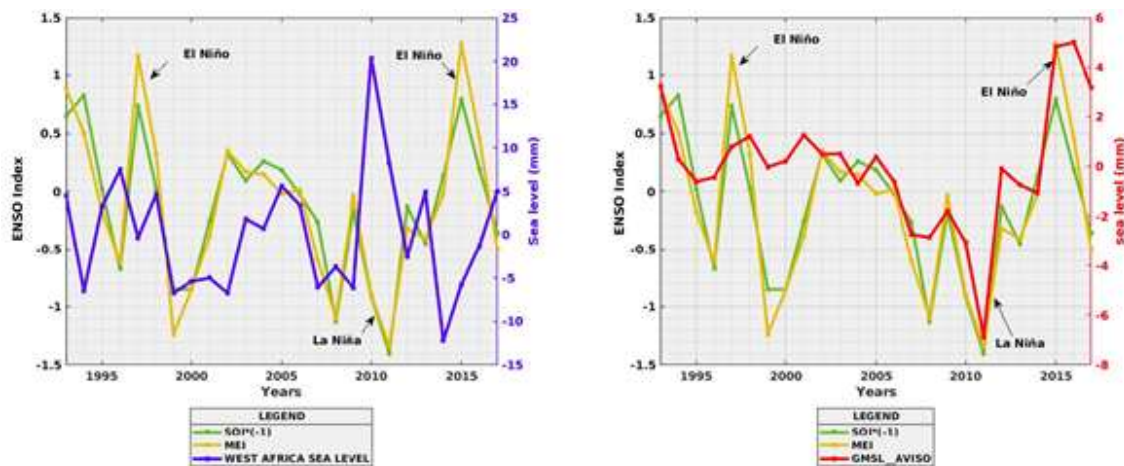 1.5
1
0.5
0
-0.5
-1
-1.5
ENSO Index
25
20
15
10
5
0
-5
-10
-15
Sea level (mm)
El Niño
El Niño
La Niña
1995
2000
2005
2010
2015
Years
LEGEND
SOI*(-1)
MEI
WEST AFRICA SEA LEVEL
1.5
1
0.5
0
-0.5
-1
-1.5
ENSO Index
6
4
2
0
-2
-4
-6
-8
sea level (mm)
El Niño
El Niño
La Niña
1995
2000
2005
2010
2015
Years
LEGEND
SOI*(-1)
MEI
GMSL_AVISO